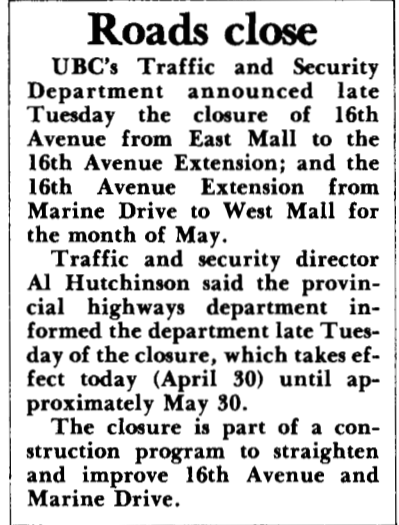 Roads close
UBC's Traffic and Security
Department announced late
Tuesday the closure of 16th
Avenue from East Mall to the
16th Avenue Extension; and the
16th Avenue Extension from
Marine Drive to West Mall for
the month of May.
Traffic and security director
Al Hutchinson said the provin-
cial highways department in-
formed the department late Tues-
day of the closure, which takes ef-
fect today (April 30) until ap-
proximately May 30.
The closure is part of a con-
struction program to straighten
and improve 16th Avenue and
Marine Drive.